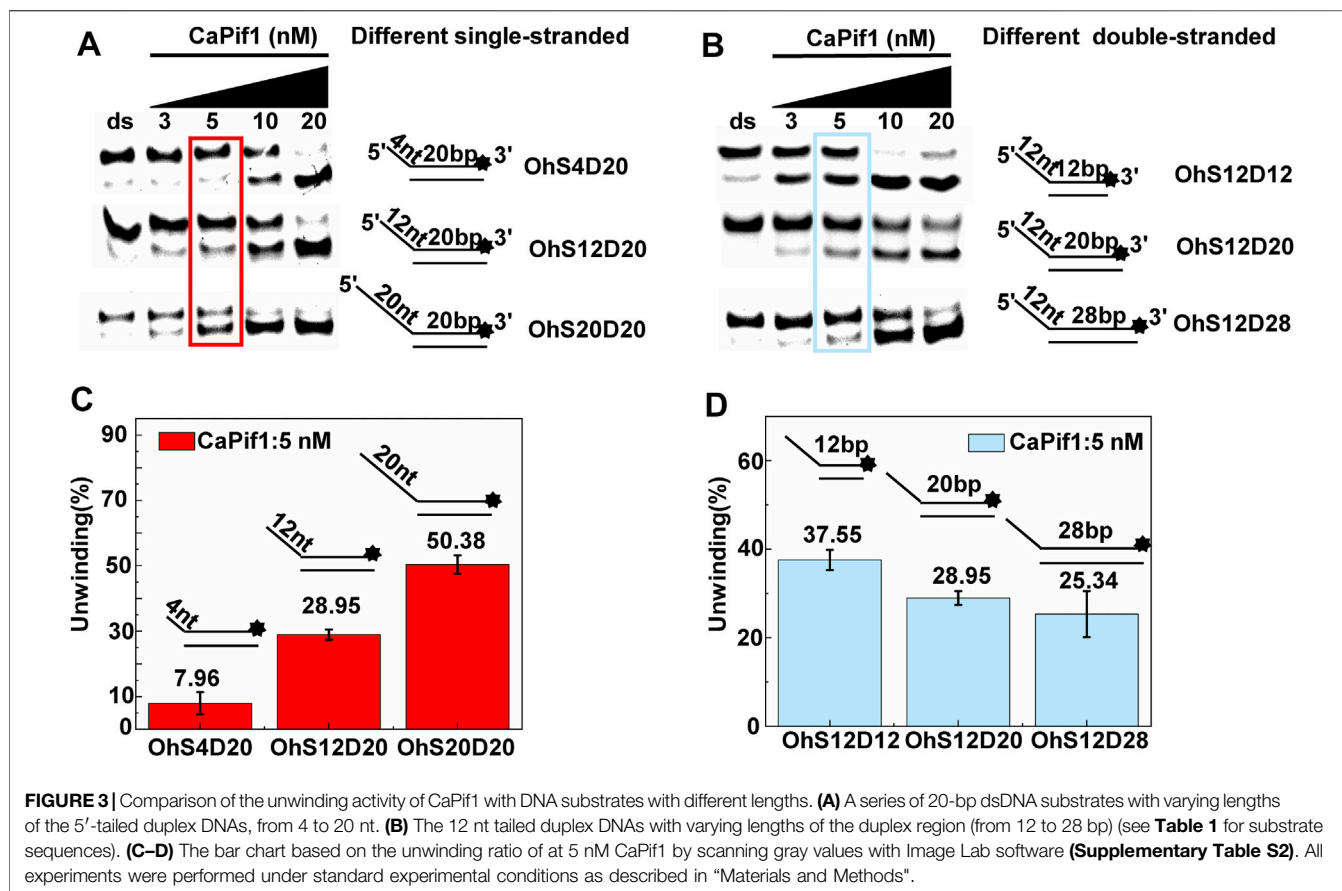 A
CaPif1 (nM)
Different single-stranded
ds 3 5 10 20
5' 4nt 20bp 3' OhS4D20
5' 12nt 20bp 3' OhS12D20
5' 20nt 20bp 3' OhS20D20
B
CaPif1 (nM)
Different double-stranded
ds 3 5 10 20
5' 12nt 12bp 3' OhS12D12
5' 12nt 20bp 3' OhS12D20
5' 12nt 28bp 3' OhS12D28
C
CaPif1:5 nM
Unwinding(%)
90
70
50
30
10
0
4nt
7.96
12nt
28.95
20nt
50.38
OhS4D20 OhS12D20 OhS20D20
D
CaPif1:5 nM
Unwinding(%)
60
40
20
0
12bp
37.55
20bp
28.95
28bp
25.34
OhS12D12 OhS12D20 OhS12D28
FIGURE 3 | Comparison of the unwinding activity of CaPif1 with DNA substrates with different lengths. (A) A series of 20-bp dsDNA substrates with varying lengths
of the 5′-tailed duplex DNAs, from 4 to 20 nt. (B) The 12 nt tailed duplex DNAs with varying lengths of the duplex region (from 12 to 28 bp) (see Table 1 for substrate
sequences). (C–D) The bar chart based on the unwinding ratio of at 5 nM CaPif1 by scanning gray values with Image Lab software (Supplementary Table S2). All
experiments were performed under standard experimental conditions as described in "Materials and Methods".